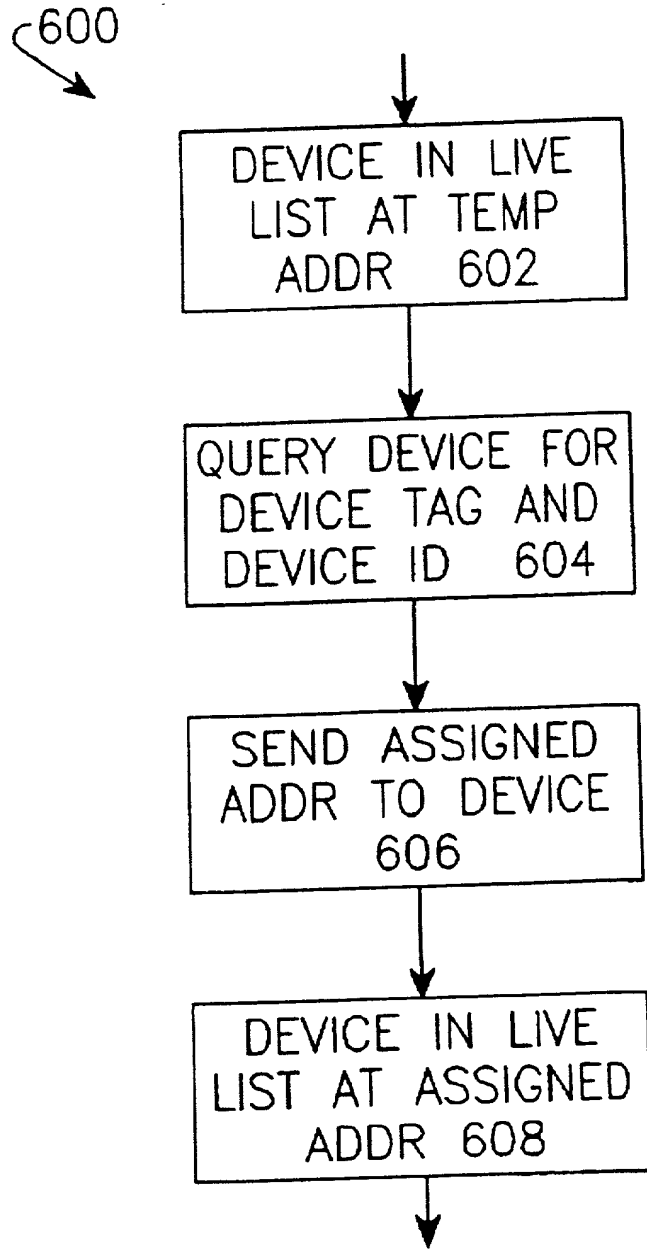 600
DEVICE IN LIVE
LIST AT TEMP
ADDR 602
QUERY DEVICE FOR
DEVICE TAG AND
DEVICE ID 604
SEND ASSIGNED
ADDR TO DEVICE
606
DEVICE IN LIVE
LIST AT ASSIGNED
ADDR 608